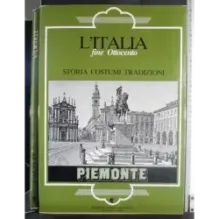 L'ITALIA
fine Ottocento
STORIA COSTUMI TRADIZIONI
PIEMONTE